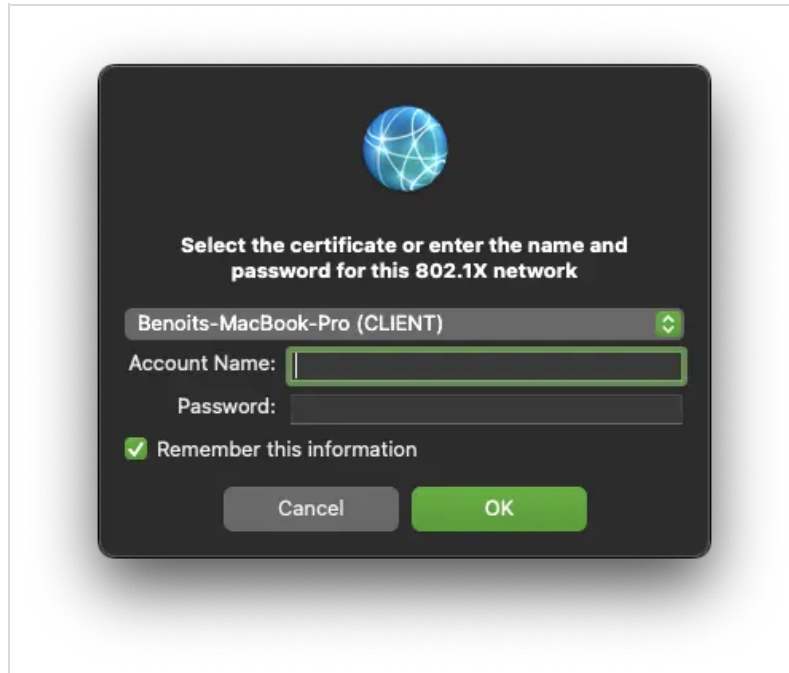 Select the certificate or enter the name and
password for this 802.1X network
Benoits-MacBook-Pro (CLIENT)
Account Name:
Password:
Remember this information
Cancel
OK